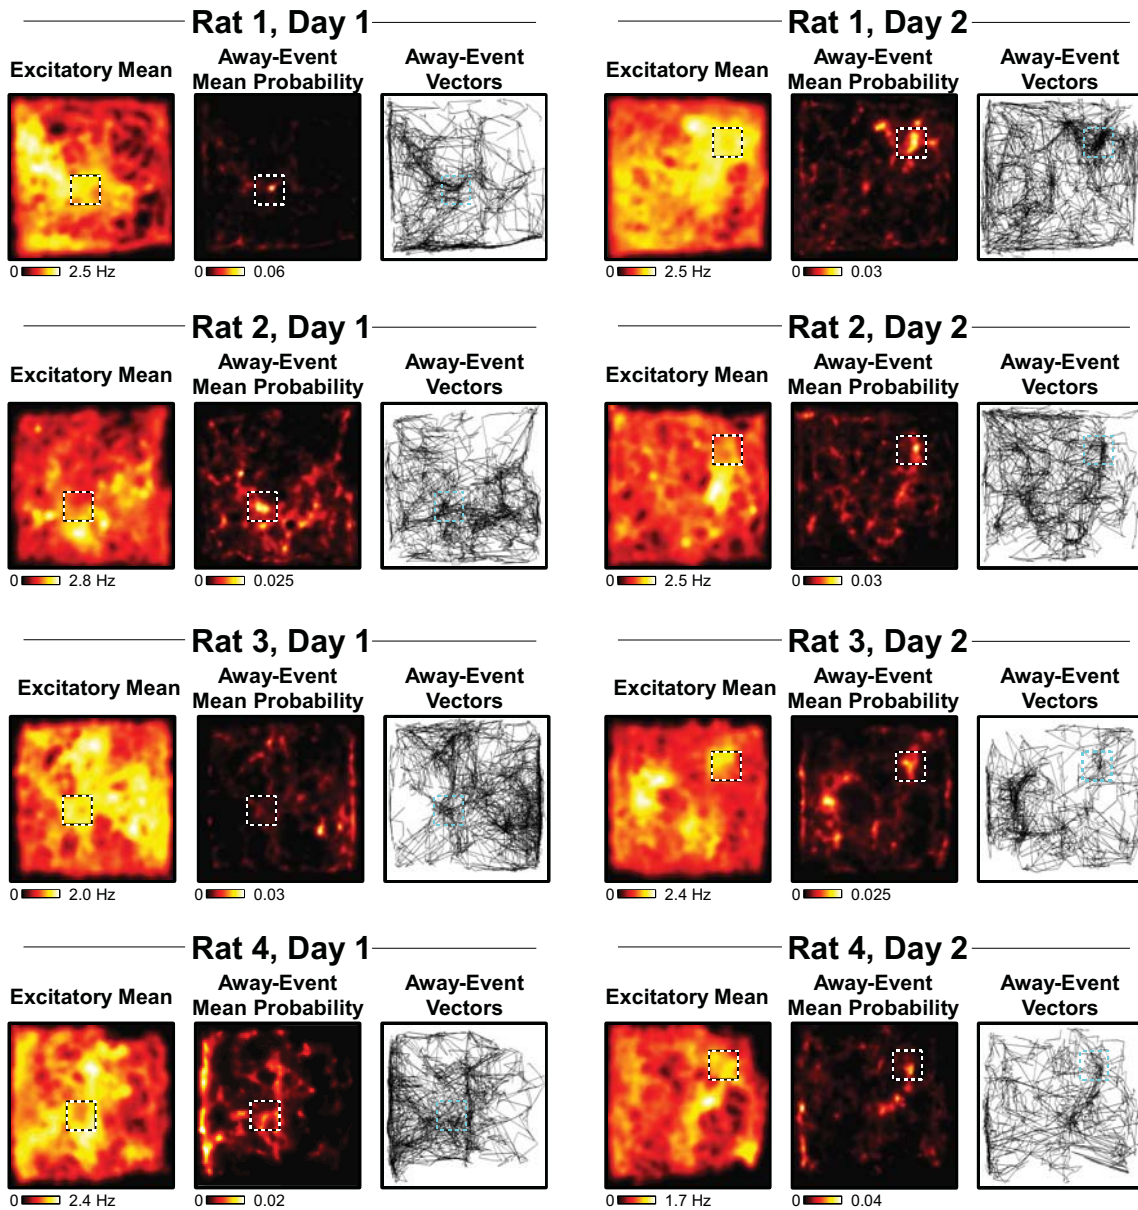 Rat 1, Day 1
Excitatory Mean
Away-Event
Mean Probability
Away-Event
Vectors
0 2.5 Hz
0 0.06
Rat 1, Day 2
Excitatory Mean
Away-Event
Mean Probability
Away-Event
Vectors
0 2.5 Hz
0 0.03
Rat 2, Day 1
Excitatory Mean
Away-Event
Mean Probability
Away-Event
Vectors
0 2.8 Hz
0 0.025
Rat 2, Day 2
Excitatory Mean
Away-Event
Mean Probability
Away-Event
Vectors
0 2.5 Hz
0 0.03
Rat 3, Day 1
Excitatory Mean
Away-Event
Mean Probability
Away-Event
Vectors
0 2.0 Hz
0 0.03
Rat 3, Day 2
Excitatory Mean
Away-Event
Mean Probability
Away-Event
Vectors
0 2.4 Hz
0 0.025
Rat 4, Day 1
Excitatory Mean
Away-Event
Mean Probability
Away-Event
Vectors
0 2.4 Hz
0 0.02
Rat 4, Day 2
Excitatory Mean
Away-Event
Mean Probability
Away-Event
Vectors
0 1.7 Hz
0 0.04